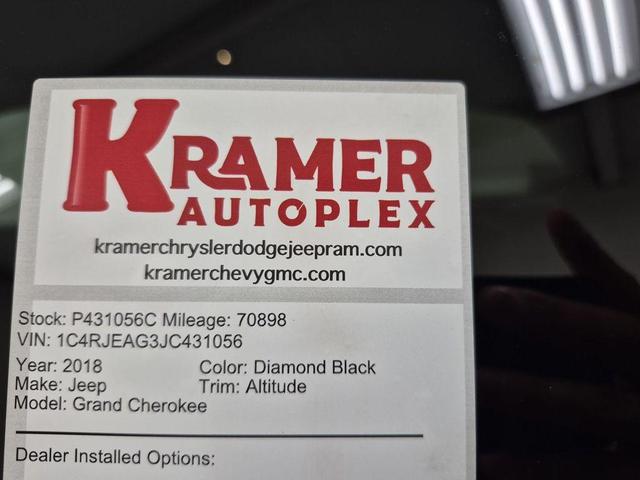 KRAMER
AUTOPLEX
kramerchryslerdodgejeepram.com
kramerchevygmc.com
Stock: P431056C Mileage: 70898
VIN: 1C4RJEAG3JC431056
Year: 2018 Color: Diamond Black
Make: Jeep Trim: Altitude
Model: Grand Cherokee
Dealer Installed Options: